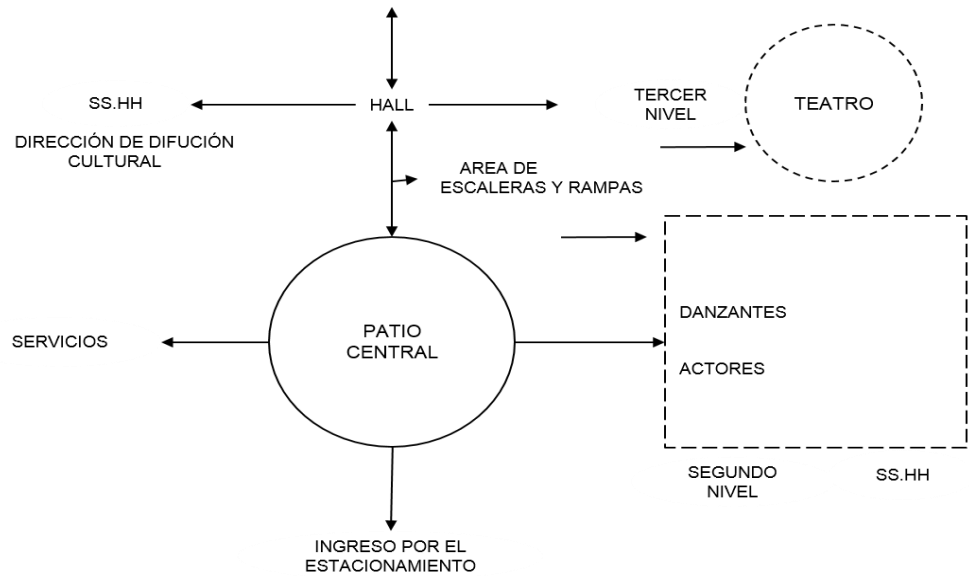 SS.HH
HALL
TERCER
NIVEL
TEATRO
DIRECCIÓN DE DIFUCIÓN
CULTURAL
AREA DE
ESCALERAS Y RAMPAS
SERVICIOS
PATIO
CENTRAL
DANZANTES
ACTORES
SEGUNDO
NIVEL
SS.HH
INGRESO POR EL
ESTACIONAMIENTO